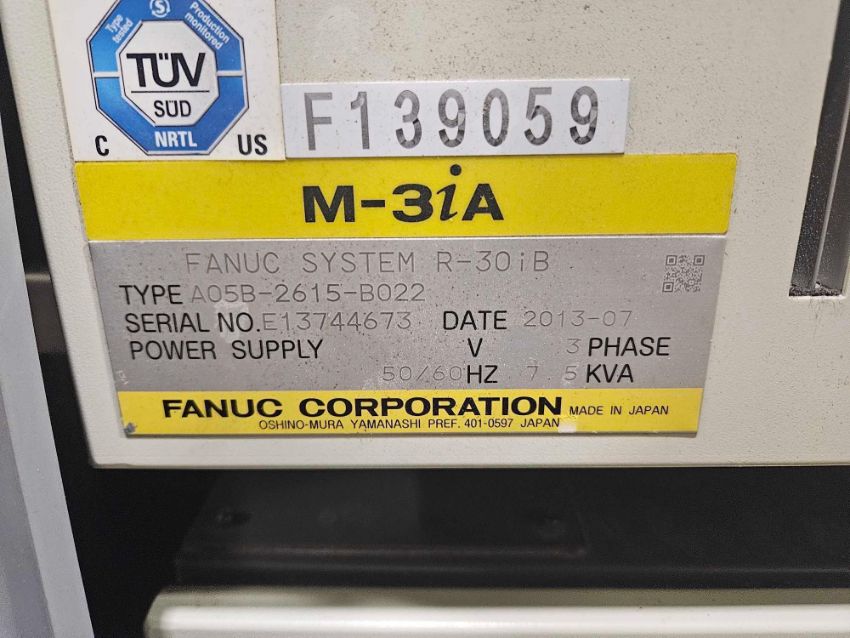 Type tested
S
Production monitored
TÜV
SÜD
NRTL
C US
F139059
M-3iA
FANUC SYSTEM R-30iB
TYPE A05B-2615-B022
SERIAL NO. E13744673 DATE 2013-07
POWER SUPPLY V 3 PHASE
50/60 HZ 7.5 KVA
FANUC CORPORATION MADE IN JAPAN
OSHINO-MURA YAMANASHI PREF. 401-0597 JAPAN